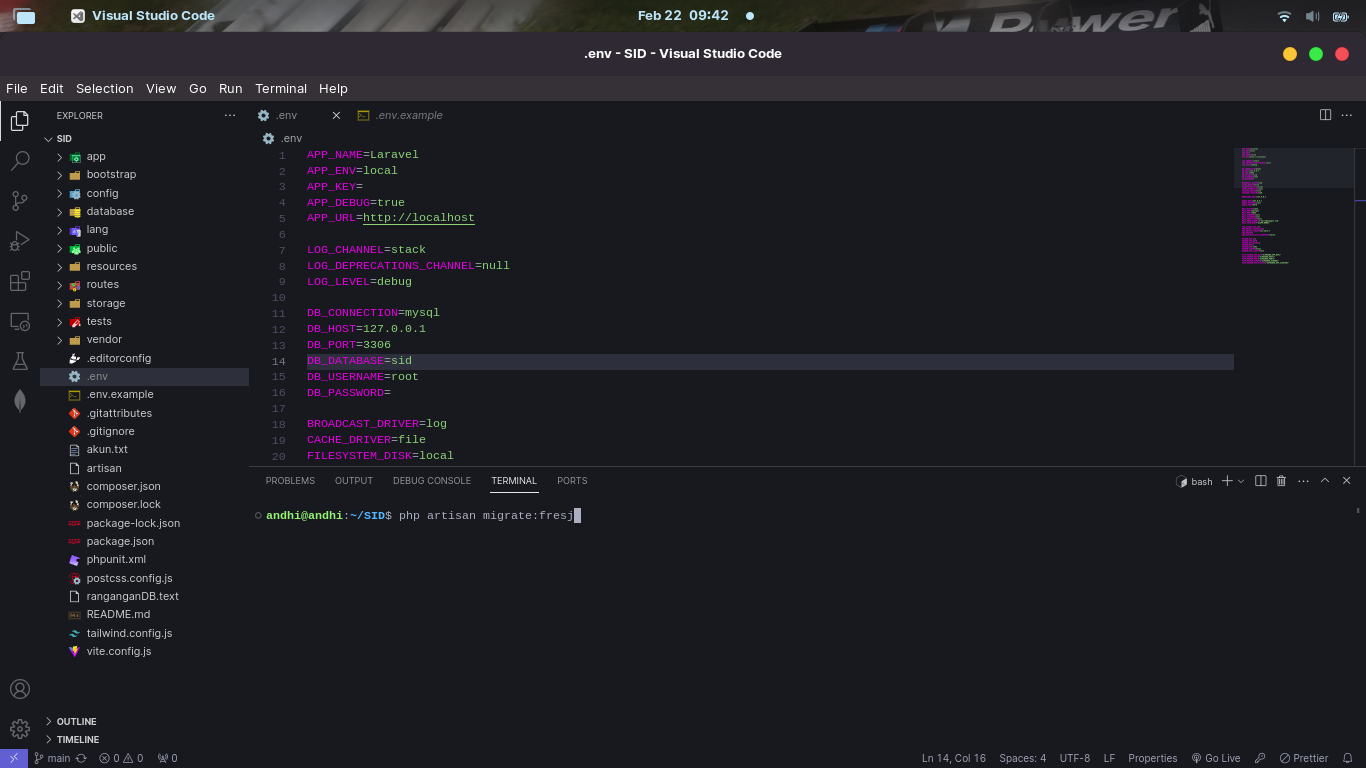 Visual Studio Code
Feb 22 09:42
Power
.env - SID - Visual Studio Code
File Edit Selection View Go Run Terminal Help
EXPLORER
SID
app
bootstrap
config
database
lang
public
resources
routes
storage
tests
vendor
.editorconfig
.env
.env.example
.gitattributes
.gitignore
akun.txt
artisan
composer.json
composer.lock
package-lock.json
package.json
phpunit.xml
postcss.config.js
ranganganDB.text
README.md
tailwind.config.js
vite.config.js
OUTLINE
TIMELINE
.env
.env.example
.env
1 APP_NAME=Laravel
2 APP_ENV=local
3 APP_KEY=
4 APP_DEBUG=true
5 APP_URL=http://localhost
6
7 LOG_CHANNEL=stack
8 LOG_DEPRECATIONS_CHANNEL=null
9 LOG_LEVEL=debug
10
11 DB_CONNECTION=mysql
12 DB_HOST=127.0.0.1
13 DB_PORT=3306
14 DB_DATABASE=sid
15 DB_USERNAME=root
16 DB_PASSWORD=
17
18 BROADCAST_DRIVER=log
19 CACHE_DRIVER=file
20 FILESYSTEM_DISK=local
PROBLEMS OUTPUT DEBUG CONSOLE TERMINAL PORTS
bash
andhi@andhi:~/SID$ php artisan migrate:fresj
main 0 0 0
Ln 14, Col 16 Spaces: 4 UTF-8 LF Properties Go Live Prettier